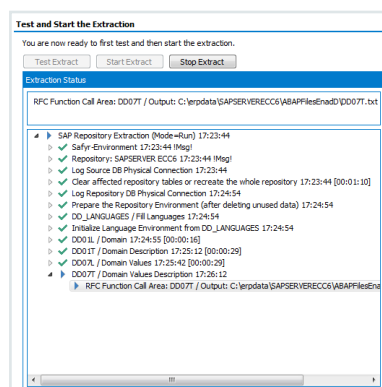 Test and Start the Extraction
You are now ready to first test and then start the extraction.
Test Extract Start Extract Stop Extract
Extraction Status
RFC Function Call Area: DD07T / Output: C:\erpdata\SAPSERVERECC6\ABAPFilesEnadD\DD07T.txt
SAP Repository Extraction (Mode=Run) 17:23:44
Safyr-Environment 17:23:44 !Msg!
Repository: SAPSERVER ECC6 17:23:44 !Msg!
Log Source DB Physical Connection 17:23:44
Clear affected repository tables or recreate the whole repository 17:23:44 [00:01:10]
Log Repository DB Physical Connection 17:24:54
Prepare the Repository Environment (after deleting unused data) 17:24:54
DD_LANGUAGES / Fill Languages 17:24:54
Initialize Language Environment from DD_LANGUAGES 17:24:54
DD01L / Domain 17:24:55 [00:00:16]
DD01T / Domain Description 17:25:12 [00:00:29]
DD07L / Domain Values 17:25:42 [00:00:29]
DD07T / Domain Values Description 17:26:12
RFC Function Call Area: DD07T / Output: C:\erpdata\SAPSERVERECC6\ABAPFilesEna